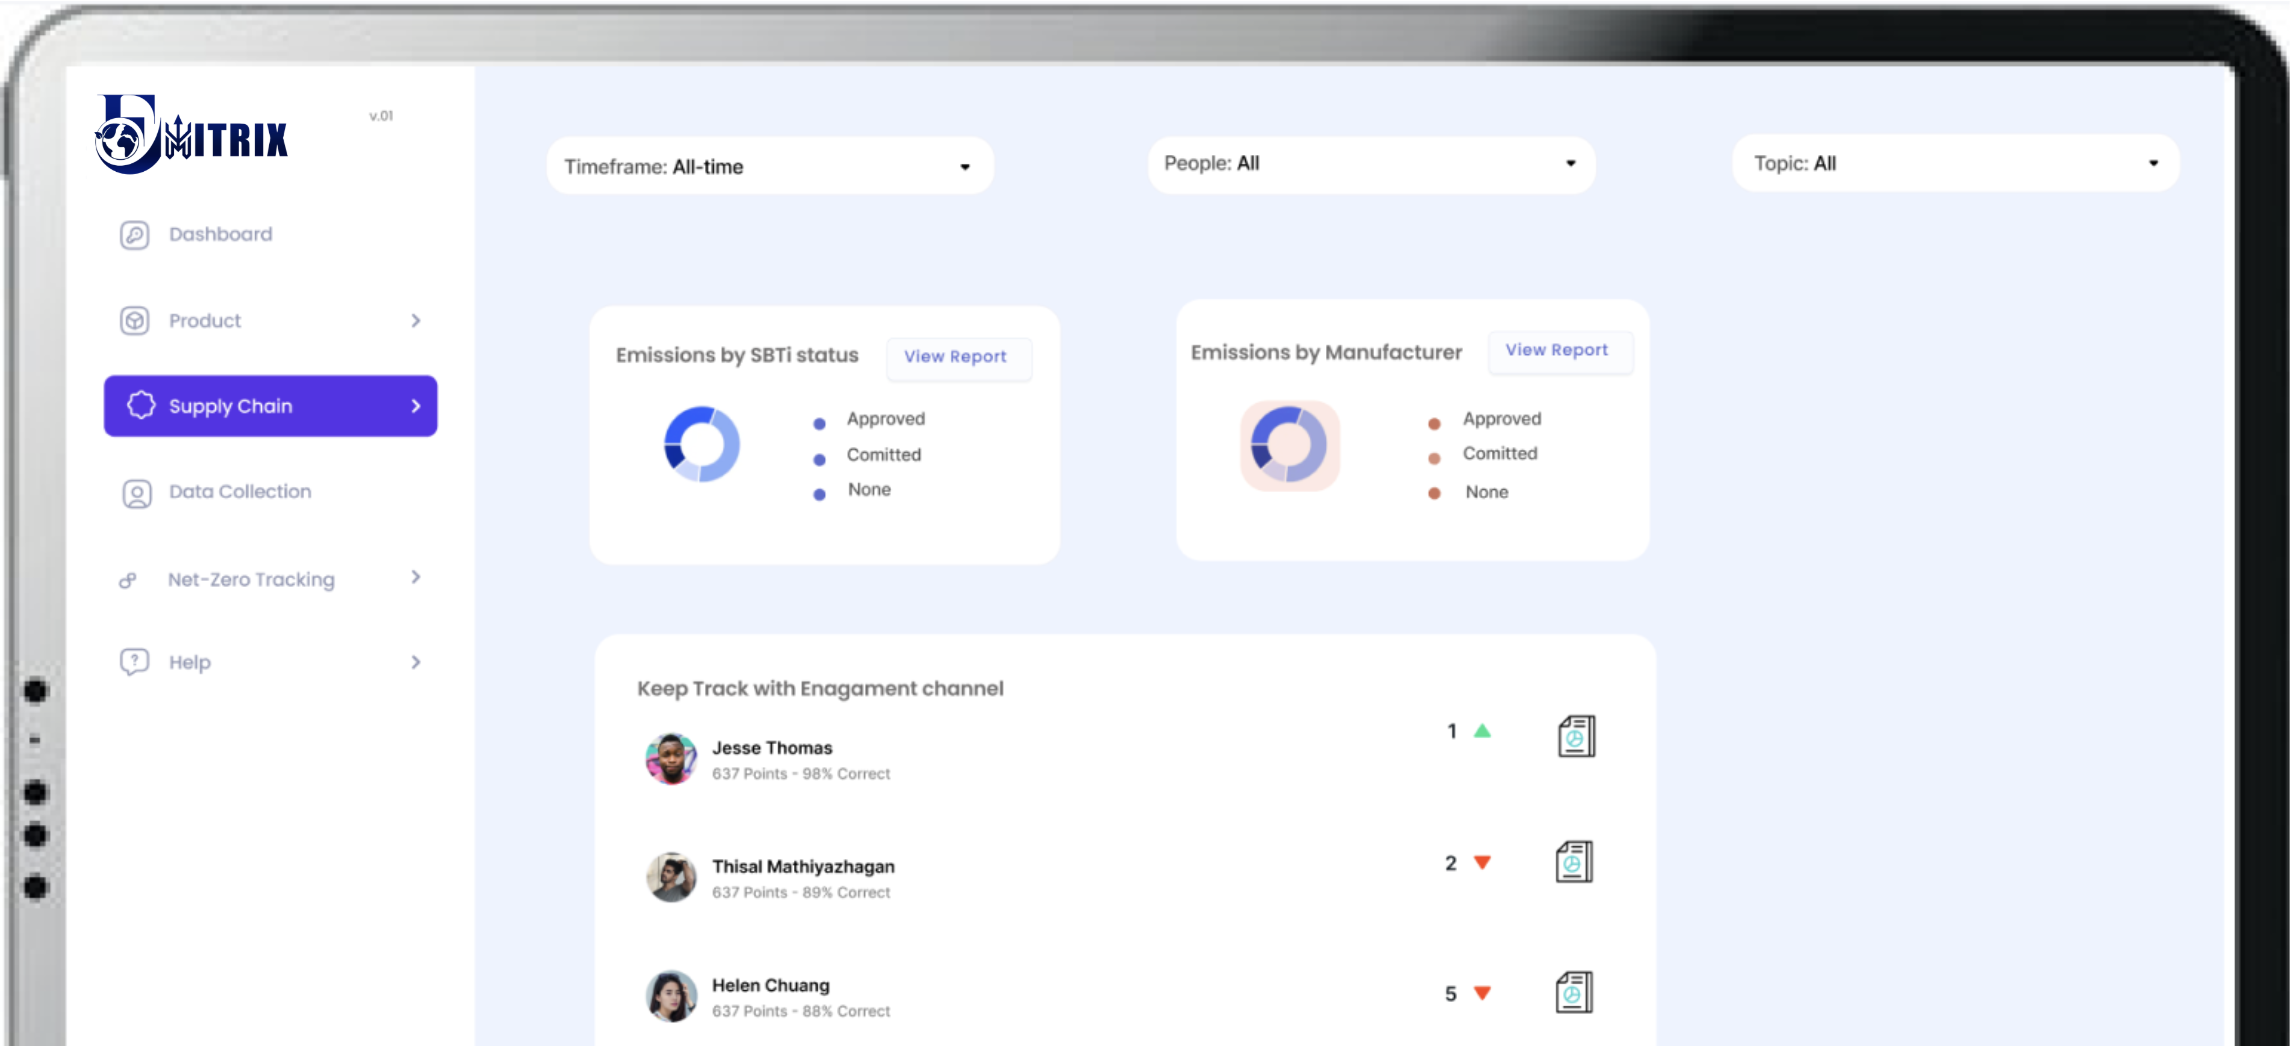 EMITRIX
v.01
Dashboard
Product
Supply Chain
Data Collection
Net-Zero Tracking
Help
Timeframe: All-time
People: All
Topic: All
Emissions by SBTi status
View Report
Approved
Comitted
None
Emissions by Manufacturer
View Report
Approved
Comitted
None
Keep Track with Enagament channel
Jesse Thomas
637 Points - 98% Correct
1
Thisal Mathiyazhagan
637 Points - 89% Correct
2
Helen Chuang
637 Points - 88% Correct
5